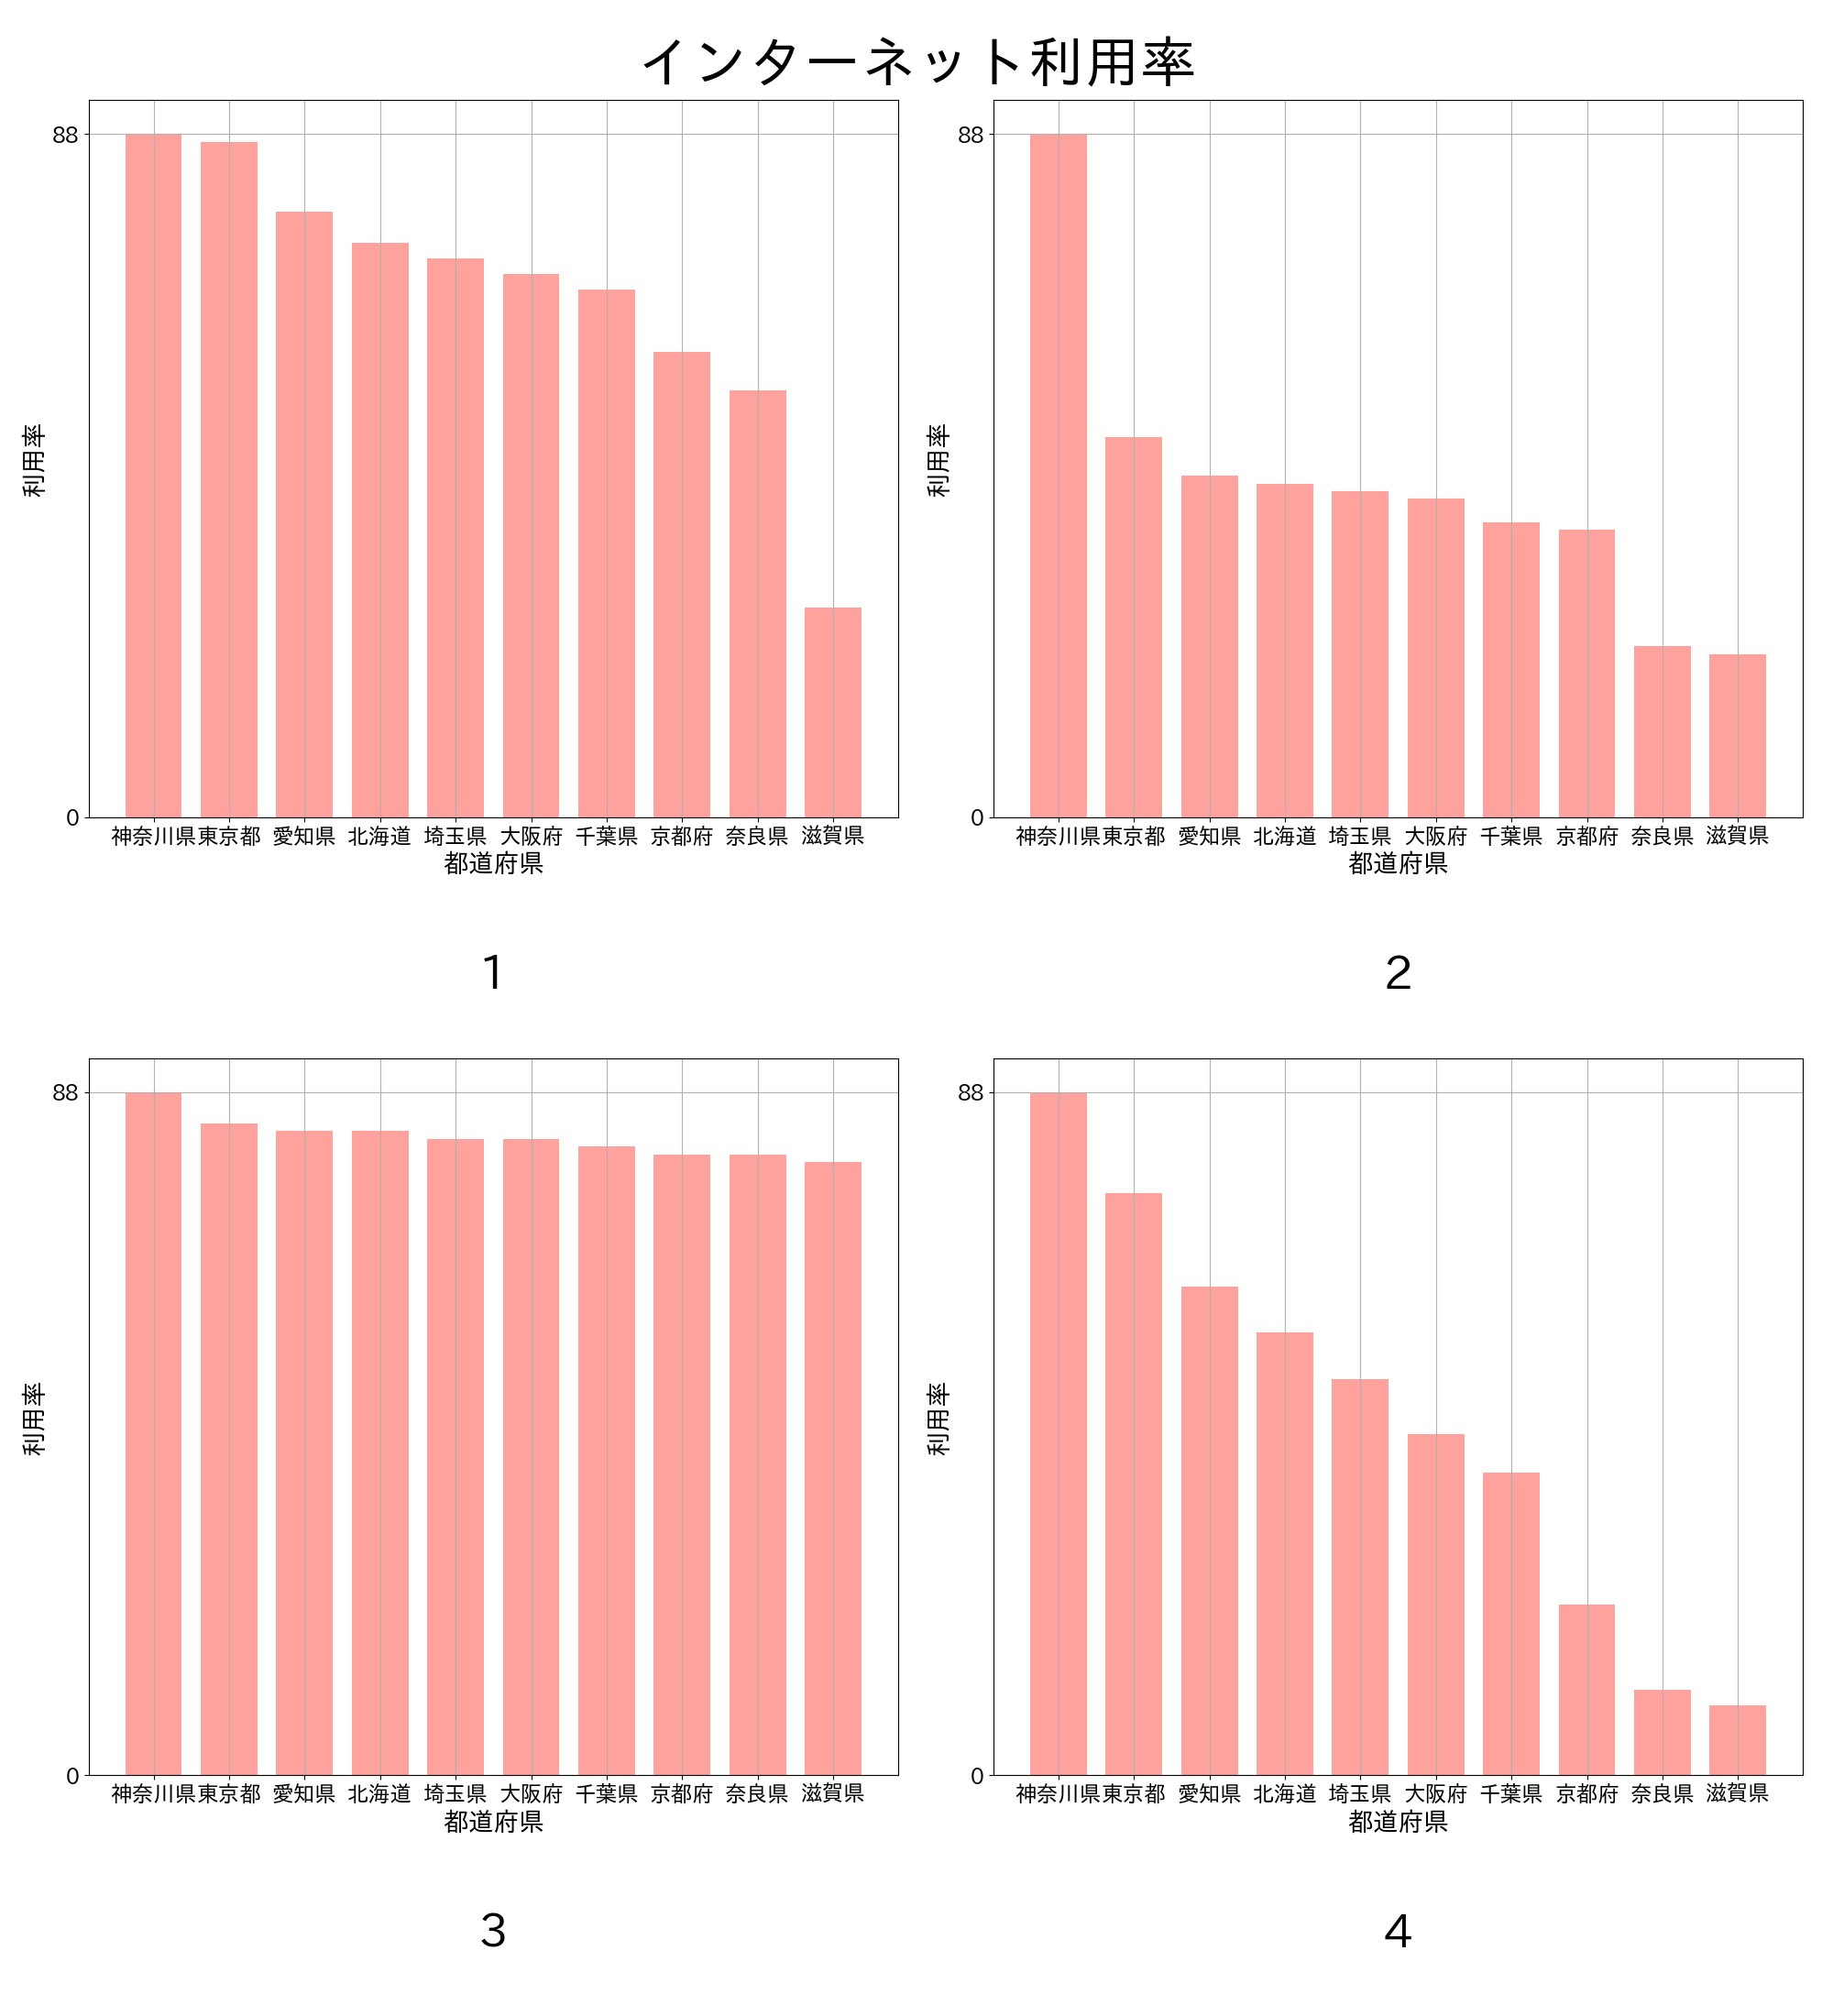 インターネット利用率
88
0
利用率
神奈川県 東京都 愛知県 北海道 埼玉県 大阪府 千葉県 京都府 奈良県 滋賀県
都道府県
1
88
0
利用率
神奈川県 東京都 愛知県 北海道 埼玉県 大阪府 千葉県 京都府 奈良県 滋賀県
都道府県
2
88
0
利用率
神奈川県 東京都 愛知県 北海道 埼玉県 大阪府 千葉県 京都府 奈良県 滋賀県
都道府県
3
88
0
利用率
神奈川県 東京都 愛知県 北海道 埼玉県 大阪府 千葉県 京都府 奈良県 滋賀県
都道府県
4